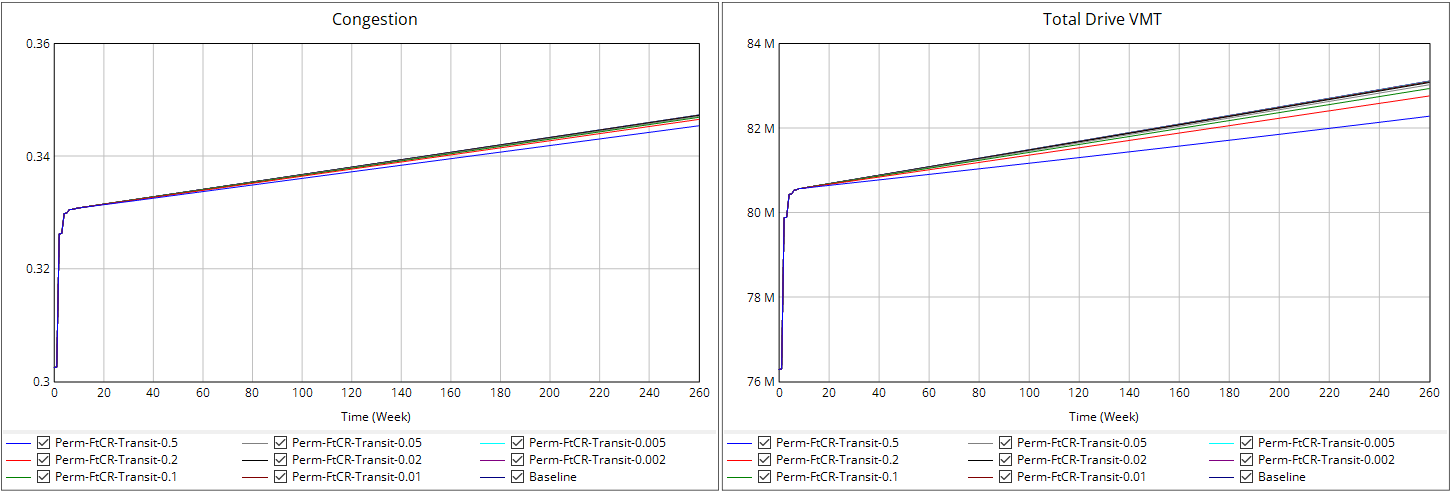 Congestion
0.36
0.34
0.32
0.3
0 20 40 60 80 100 120 140 160 180 200 220 240 260
Time (Week)
Perm-FtCR-Transit-0.5 Perm-FtCR-Transit-0.05 Perm-FtCR-Transit-0.005
Perm-FtCR-Transit-0.2 Perm-FtCR-Transit-0.02 Perm-FtCR-Transit-0.002
Perm-FtCR-Transit-0.1 Perm-FtCR-Transit-0.01 Baseline
Total Drive VMT
84 M
82 M
80 M
78 M
76 M
0 20 40 60 80 100 120 140 160 180 200 220 240 260
Time (Week)
Perm-FtCR-Transit-0.5 Perm-FtCR-Transit-0.05 Perm-FtCR-Transit-0.005
Perm-FtCR-Transit-0.2 Perm-FtCR-Transit-0.02 Perm-FtCR-Transit-0.002
Perm-FtCR-Transit-0.1 Perm-FtCR-Transit-0.01 Baseline